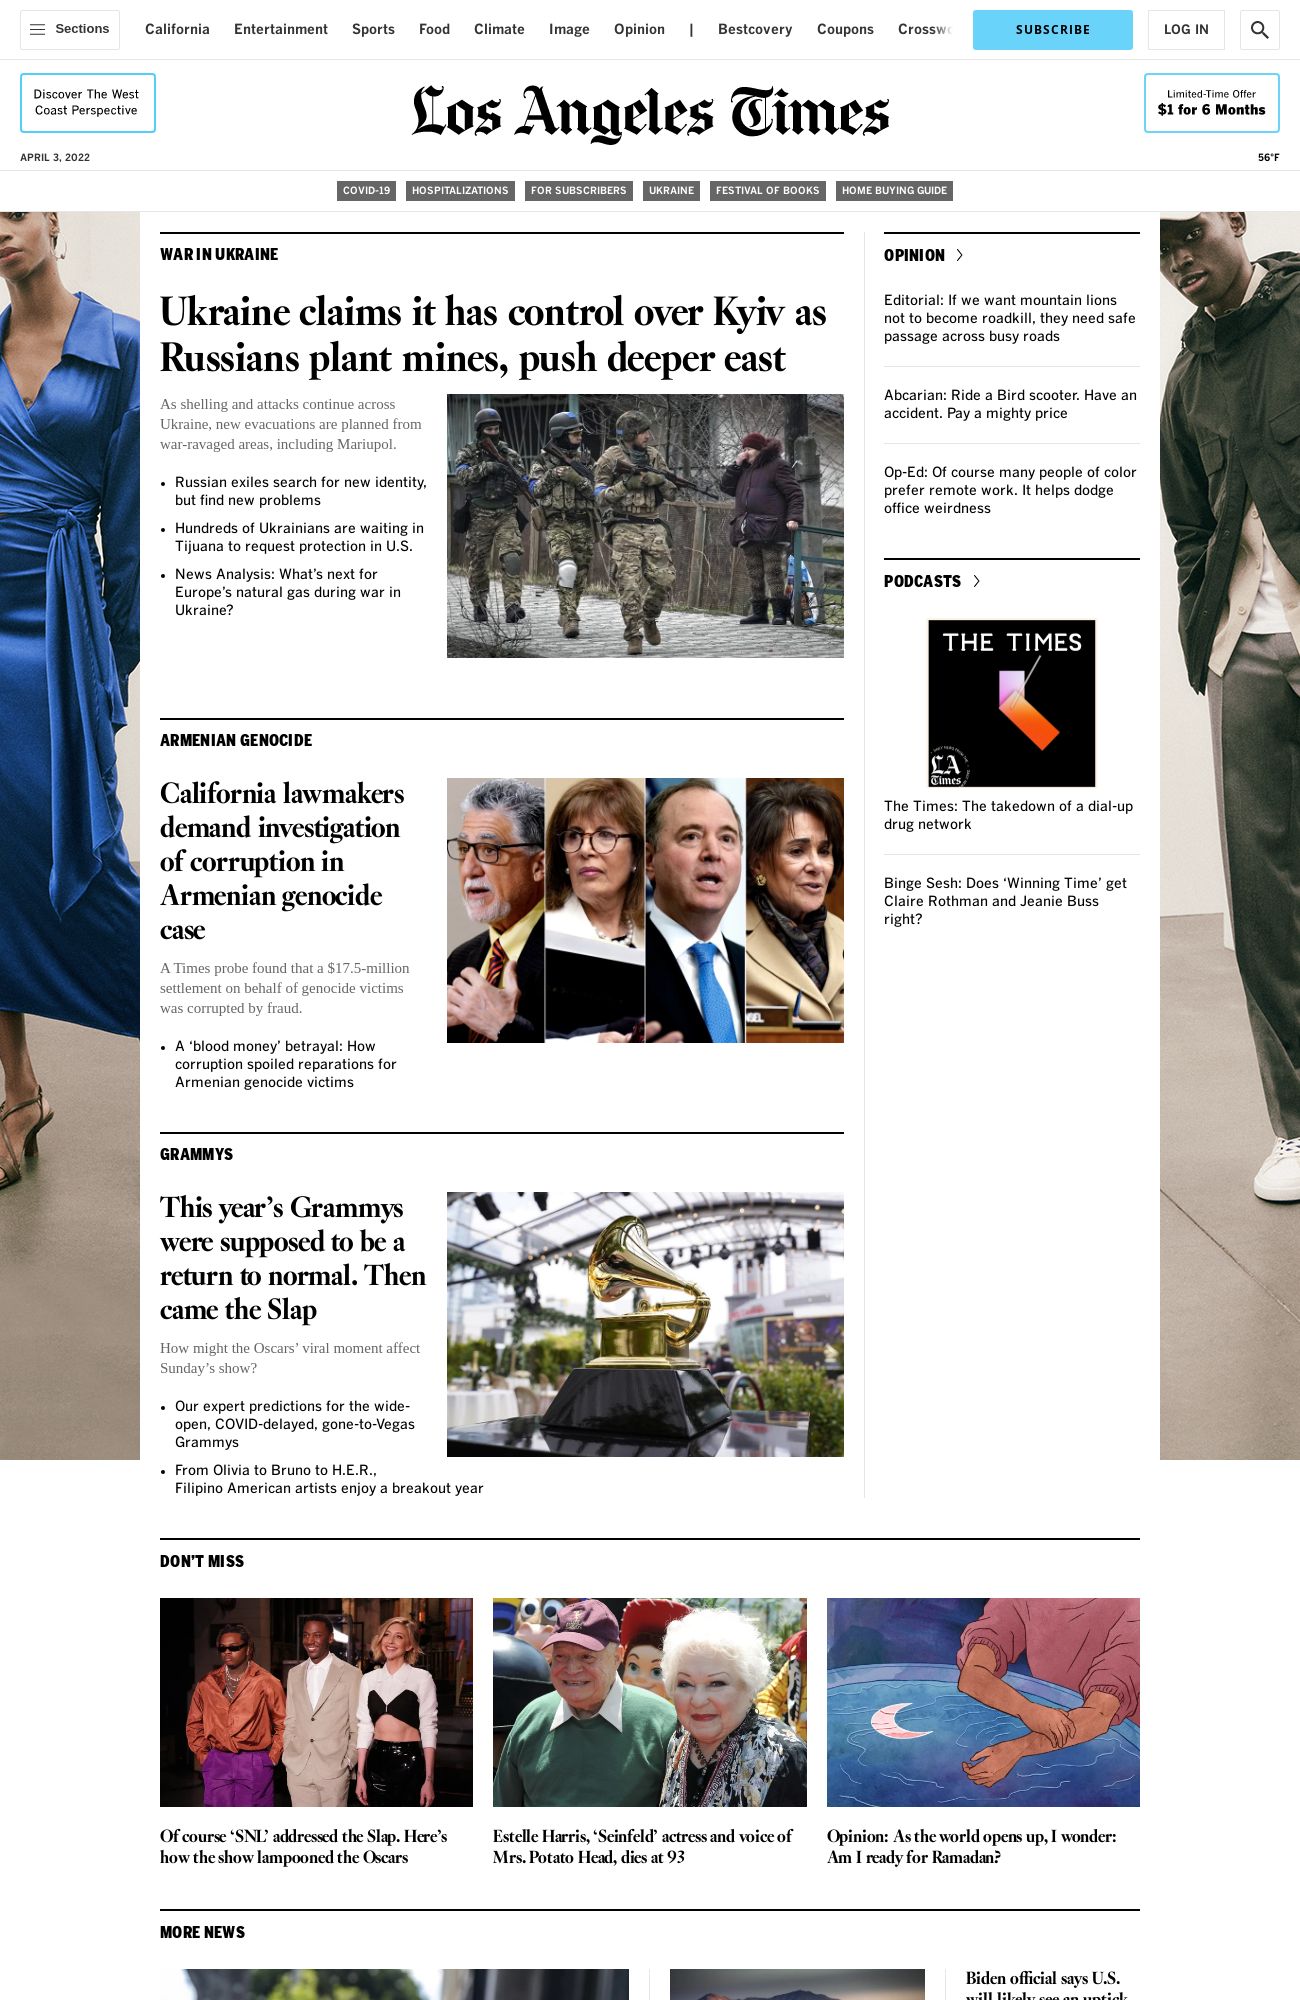 Sections
California
Entertainment
Sports
Food
Climate
Image
Opinion
|
Bestcovery
Coupons
SUBSCRIBE
LOG IN
Discover The West
Coast Perspective
Los Angeles Times
Limited-Time Offer
$1 for 6 Months
APRIL 3, 2022
56°F
COVID-19
HOSPITALIZATIONS
FOR SUBSCRIBERS
UKRAINE
FESTIVAL OF BOOKS
HOME BUYING GUIDE
WAR IN UKRAINE
Ukraine claims it has control over Kyiv as
Russians plant mines, push deeper east
As shelling and attacks continue across
Ukraine, new evacuations are planned from
war-ravaged areas, including Mariupol.
• Russian exiles search for new identity,
but find new problems
• Hundreds of Ukrainians are waiting in
Tijuana to request protection in U.S.
• News Analysis: What’s next for
Europe’s natural gas during war in
Ukraine?
ARMENIAN GENOCIDE
California lawmakers
demand investigation
of corruption in
Armenian genocide
case
A Times probe found that a $17.5-million
settlement on behalf of genocide victims
was corrupted by fraud.
• A ‘blood money’ betrayal: How
corruption spoiled reparations for
Armenian genocide victims
GRAMMYS
This year’s Grammys
were supposed to be a
return to normal. Then
came the Slap
How might the Oscars’ viral moment affect
Sunday’s show?
• Our expert predictions for the wide-
open, COVID-delayed, gone-to-Vegas
Grammys
• From Olivia to Bruno to H.E.R.,
Filipino American artists enjoy a breakout year
OPINION
Editorial: If we want mountain lions
not to become roadkill, they need safe
passage across busy roads
Abcarian: Ride a Bird scooter. Have an
accident. Pay a mighty price
Op-Ed: Of course many people of color
prefer remote work. It helps dodge
office weirdness
PODCASTS
THE TIMES
LA
Times
The Times: The takedown of a dial-up
drug network
Binge Sesh: Does ‘Winning Time’ get
Claire Rothman and Jeanie Buss
right?
DON’T MISS
Of course ‘SNL’ addressed the Slap. Here’s
how the show lampooned the Oscars
Estelle Harris, ‘Seinfeld’ actress and voice of
Mrs. Potato Head, dies at 93
Opinion: As the world opens up, I wonder:
Am I ready for Ramadan?
MORE NEWS
Biden official says U.S.
will likely see an uptick